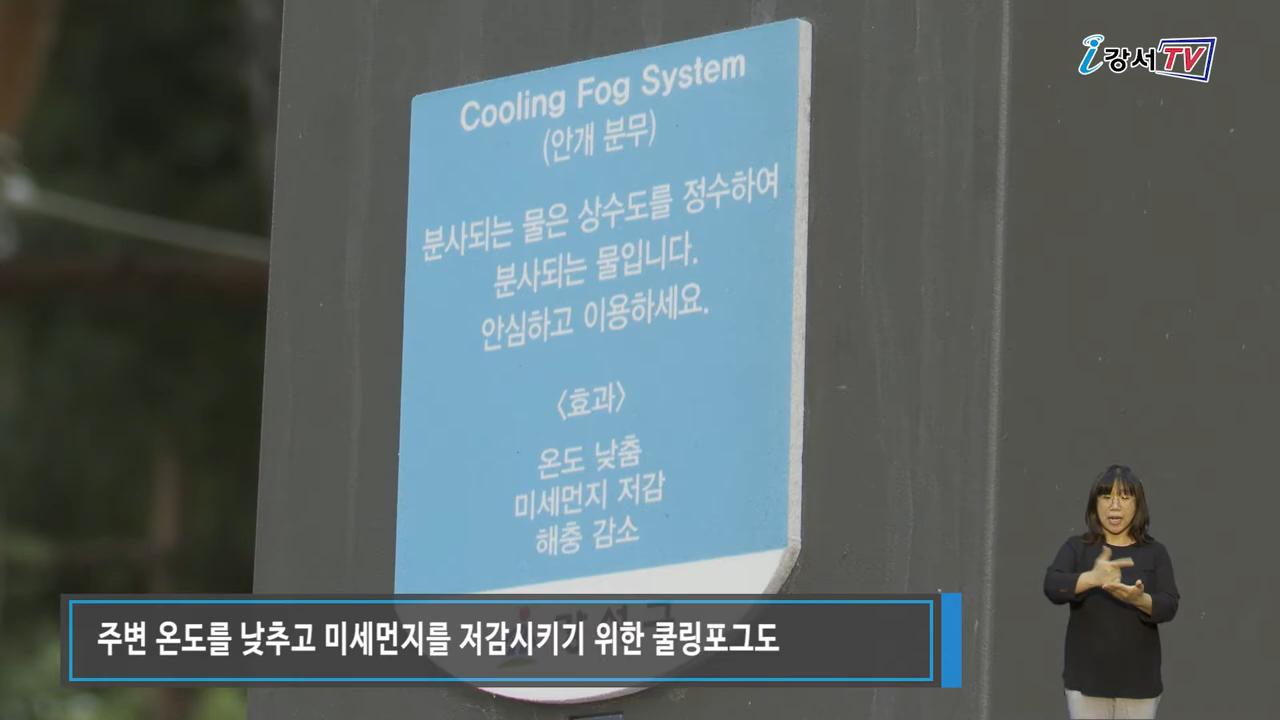 i강서TV
Cooling Fog System
(안개 분무)
분사되는 물은 상수도를 정수하여
분사되는 물입니다.
안심하고 이용하세요.
〈효과〉
온도 낮춤
미세먼지 저감
해충 감소
강서구
주변 온도를 낮추고 미세먼지를 저감시키기 위한 쿨링포그도